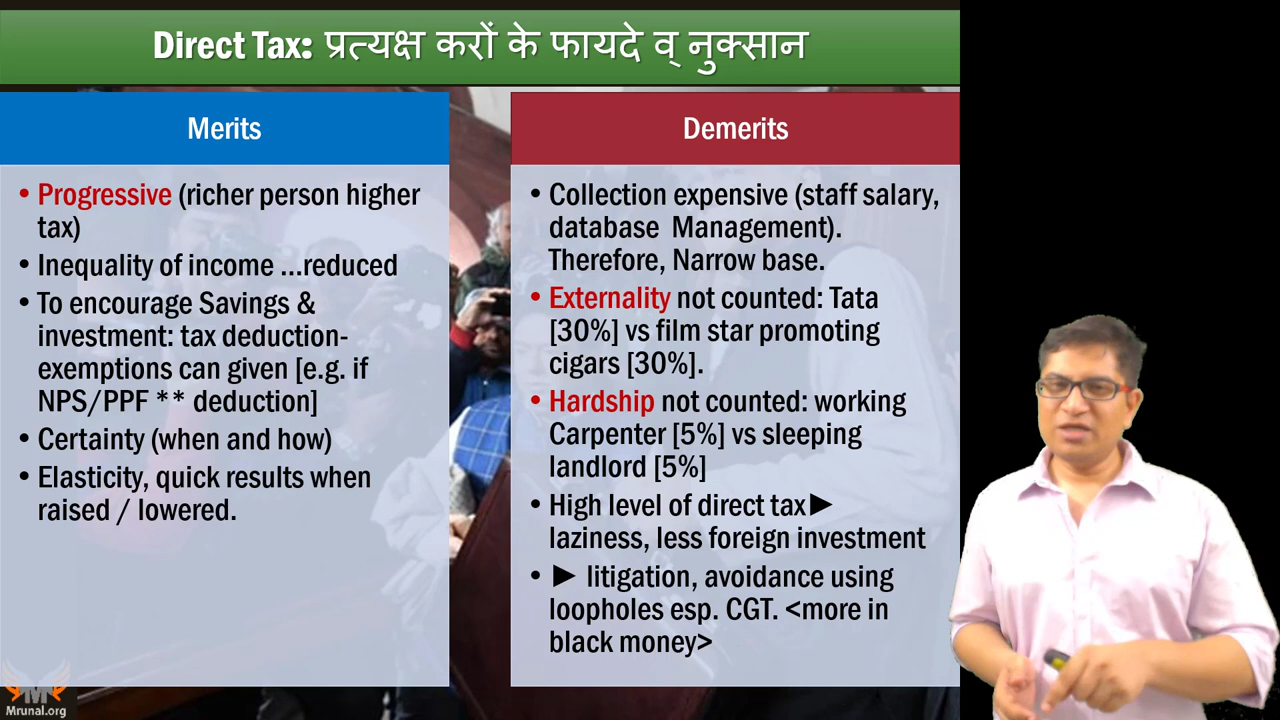 Direct Tax: प्रत्यक्ष करों के फायदे व् नुक्सान
Merits
• Progressive (richer person higher
tax)
• Inequality of income ...reduced
• To encourage Savings &
investment: tax deduction-
exemptions can given [e.g. if
NPS/PPF ** deduction]
• Certainty (when and how)
• Elasticity, quick results when
raised / lowered.
Demerits
• Collection expensive (staff salary,
database Management).
Therefore, Narrow base.
• Externality not counted: Tata
[30%] vs film star promoting
cigars [30%].
• Hardship not counted: working
Carpenter [5%] vs sleeping
landlord [5%]
• High level of direct tax►
laziness, less foreign investment
• ► litigation, avoidance using
loopholes esp. CGT. <more in
black money>
M
Mrunal.org